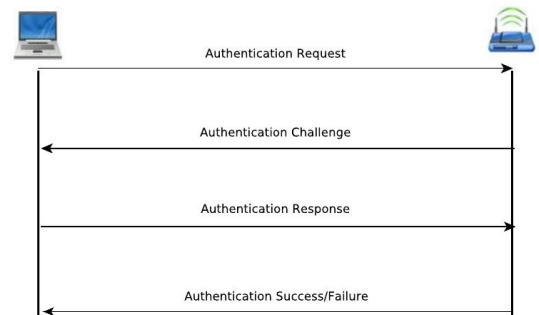 Authentication Request
Authentication Challenge
Authentication Response
Authentication Success/Failure